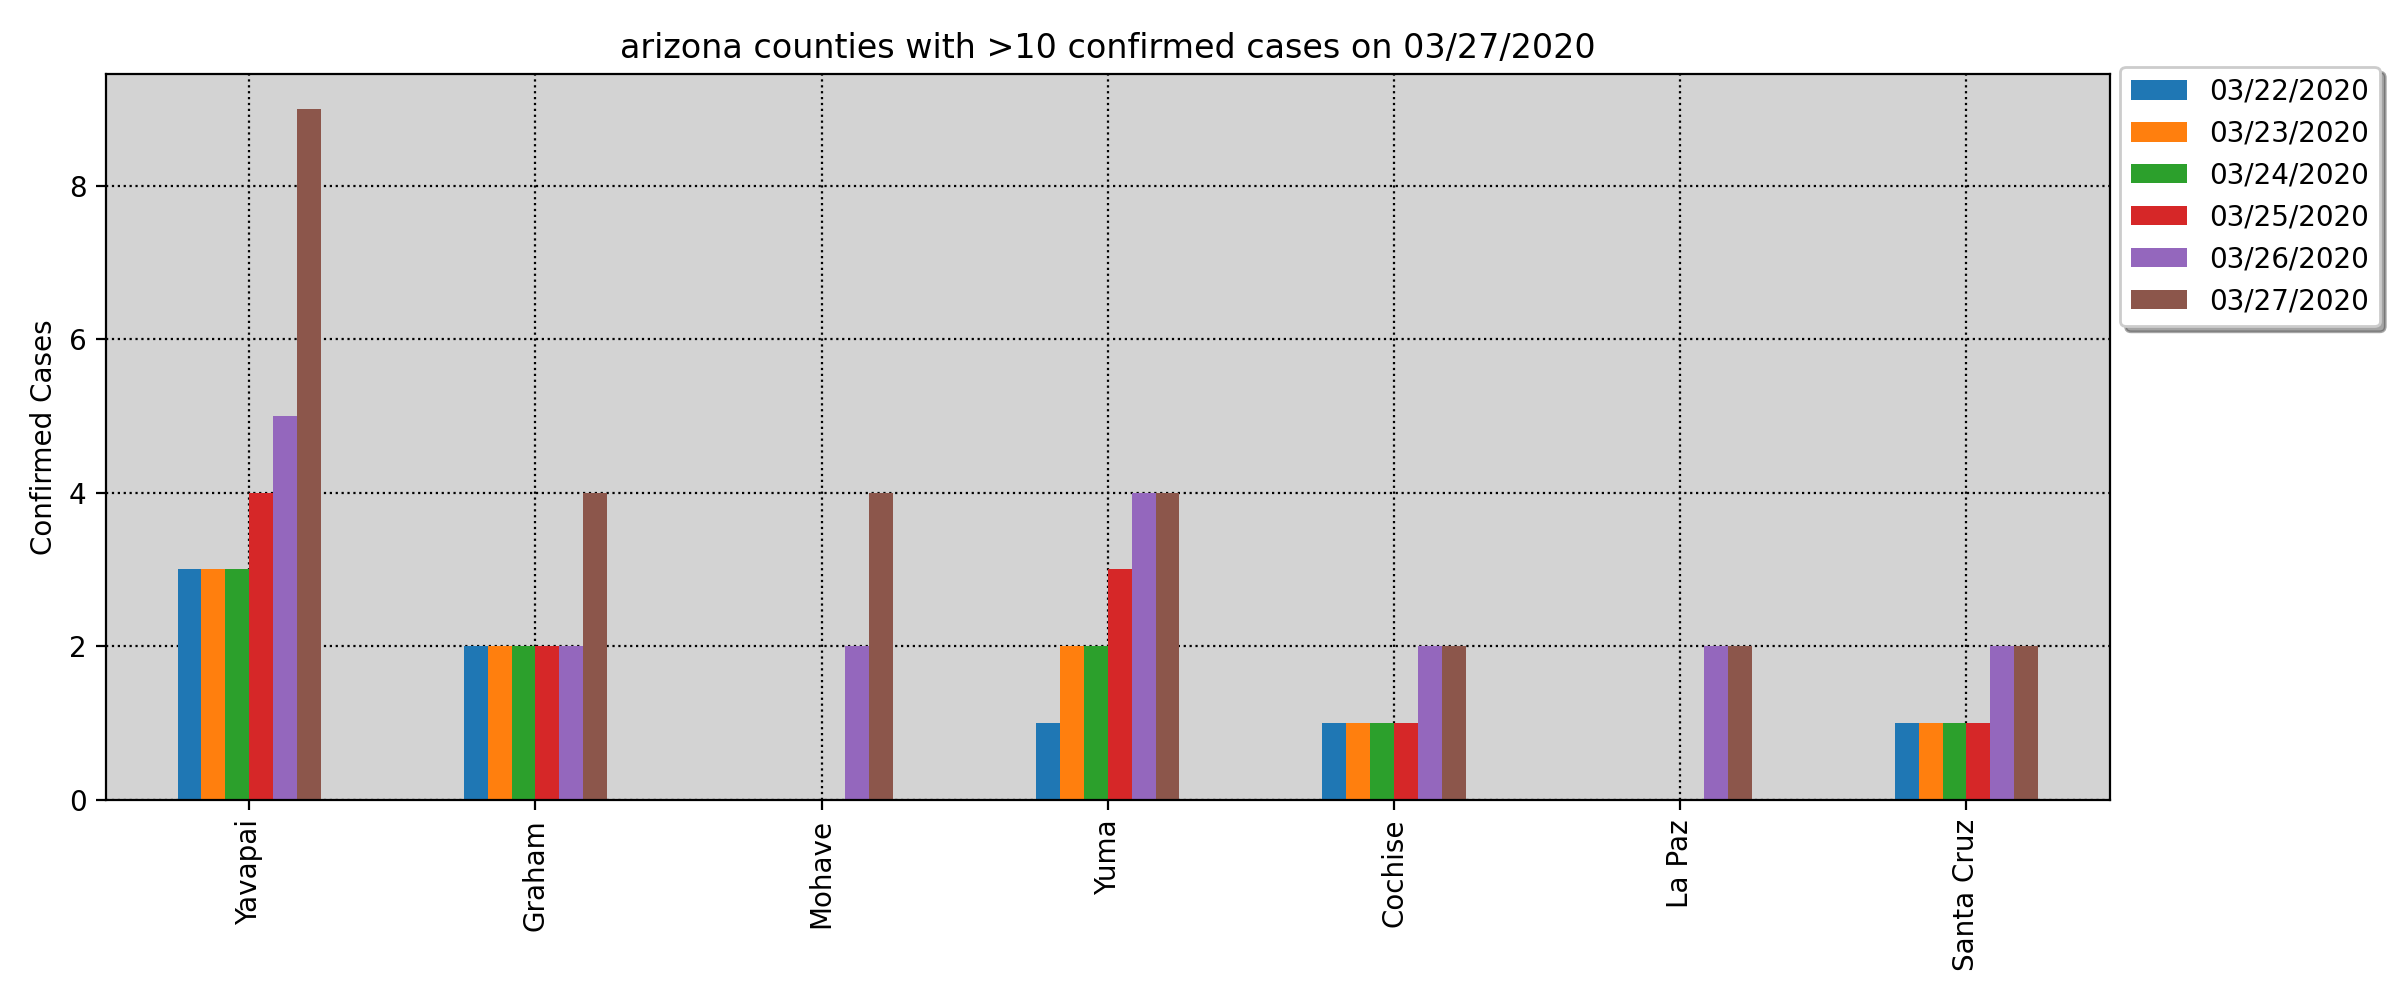 arizona counties with >10 confirmed cases on 03/27/2020
03/22/2020
03/23/2020
03/24/2020
03/25/2020
03/26/2020
03/27/2020
Confirmed Cases
8
6
4
2
0
Yavapai
Graham
Mohave
Yuma
Cochise
La Paz
Santa Cruz